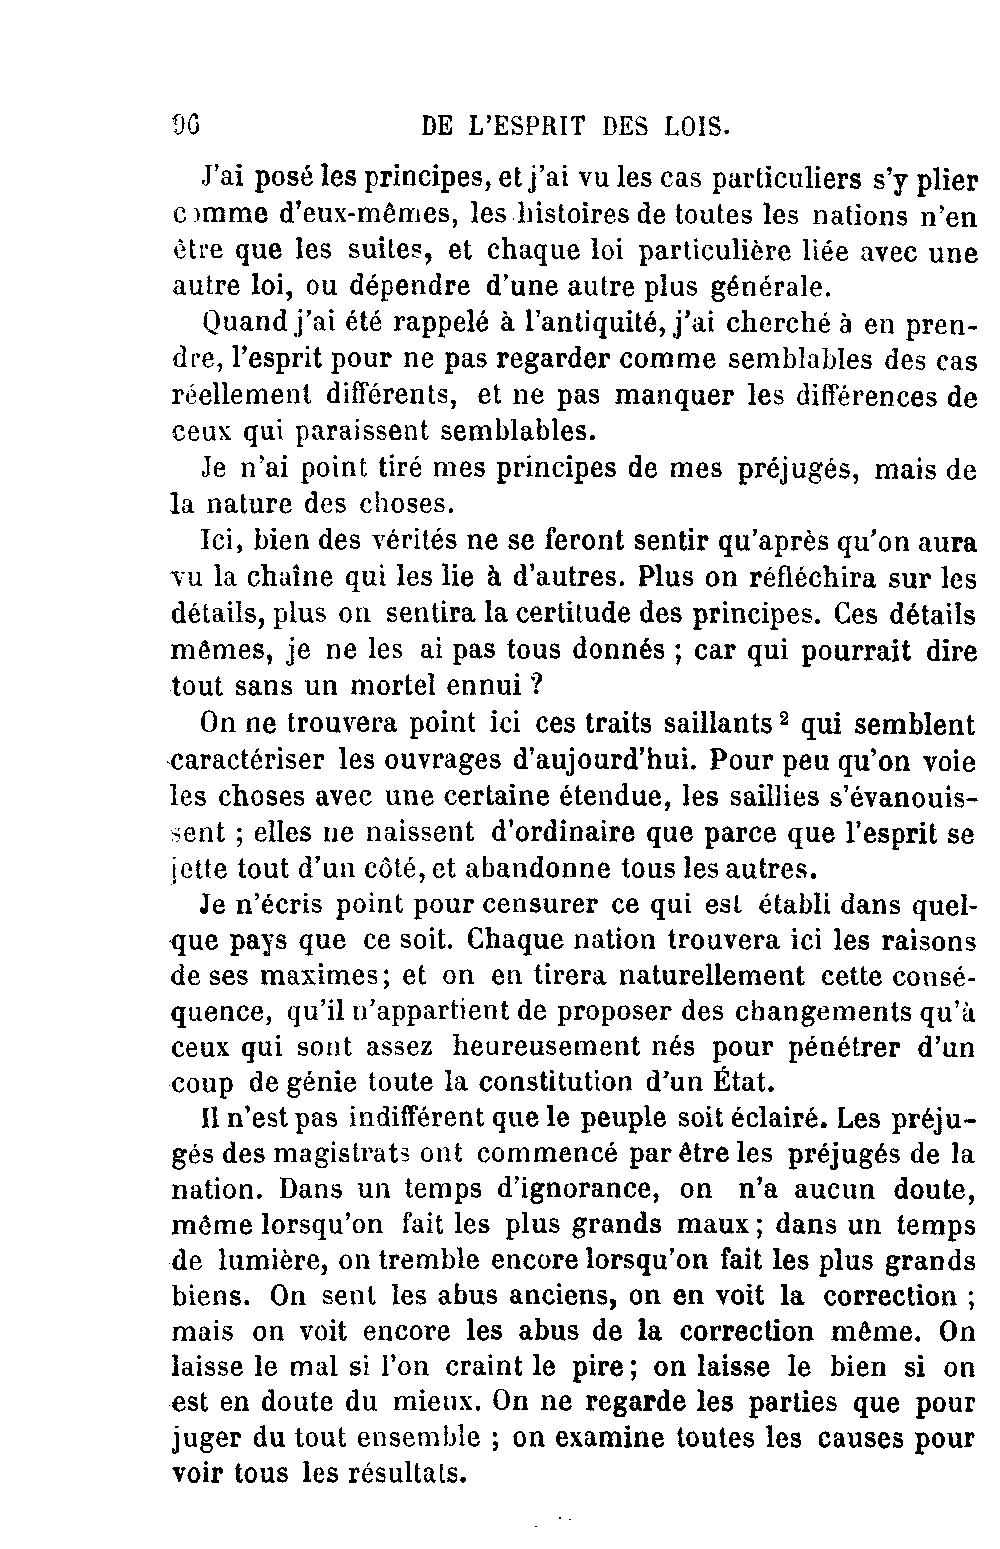 96 DE L'ESPRIT DES LOIS.
J'ai posé les principes, et j'ai vu les cas particuliers s'y plier
comme d'eux-mêmes, les histoires de toutes les nations n'en
être que les suites, et chaque loi particulière liée avec une
autre loi, ou dépendre d'une autre plus générale.
Quand j'ai été rappelé à l'antiquité, j'ai cherché à en pren-
dre, l'esprit pour ne pas regarder comme semblables des cas
réellement différents, et ne pas manquer les différences de
ceux qui paraissent semblables.
Je n'ai point tiré mes principes de mes préjugés, mais de
la nature des choses.
Ici, bien des vérités ne se feront sentir qu'après qu'on aura
vu la chaîne qui les lie à d'autres. Plus on réfléchira sur les
détails, plus on sentira la certitude des principes. Ces détails
mêmes, je ne les ai pas tous donnés ; car qui pourrait dire
tout sans un mortel ennui ?
On ne trouvera point ici ces traits saillants ² qui semblent
caractériser les ouvrages d'aujourd'hui. Pour peu qu'on voie
les choses avec une certaine étendue, les saillies s'évanouis-
sent ; elles ne naissent d'ordinaire que parce que l'esprit se
jette tout d'un côté, et abandonne tous les autres.
Je n'écris point pour censurer ce qui est établi dans quel-
que pays que ce soit. Chaque nation trouvera ici les raisons
de ses maximes; et on en tirera naturellement cette consé-
quence, qu'il n'appartient de proposer des changements qu'à
ceux qui sont assez heureusement nés pour pénétrer d'un
coup de génie toute la constitution d'un État.
Il n'est pas indifférent que le peuple soit éclairé. Les préju-
gés des magistrats ont commencé par être les préjugés de la
nation. Dans un temps d'ignorance, on n'a aucun doute,
même lorsqu'on fait les plus grands maux; dans un temps
de lumière, on tremble encore lorsqu'on fait les plus grands
biens. On sent les abus anciens, on en voit la correction ;
mais on voit encore les abus de la correction même. On
laisse le mal si l'on craint le pire; on laisse le bien si on
est en doute du mieux. On ne regarde les parties que pour
juger du tout ensemble ; on examine toutes les causes pour
voir tous les résultats.